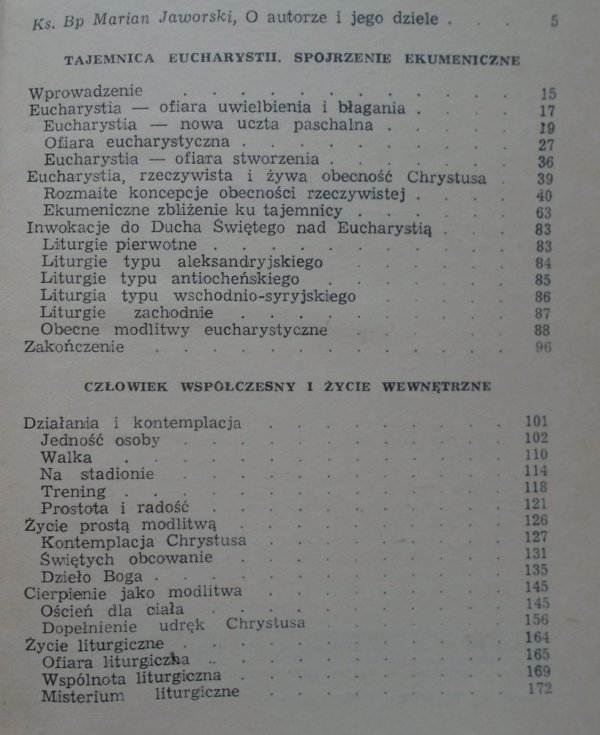 Ks. Bp Marian Jaworski, O autorze i jego dziele . . . 5
TAJEMNICA EUCHARYSTII. SPOJRZENIE EKUMENICZNE
Wprowadzenie . . . . . . . . . . 15
Eucharystia — ofiara uwielbienia i błagania . . . . 17
Eucharystia — nowa uczta paschalna . . . . . 19
Ofiara eucharystyczna . . . . . . . . 27
Eucharystia — ofiara stworzenia . . . . . . 36
Eucharystia, rzeczywista i żywa obecność Chrystusa . 39
Rozmaite koncepcje obecności rzeczywistej . . . . 40
Ekumeniczne zbliżenie ku tajemnicy . . . . . 63
Inwokacje do Ducha Świętego nad Eucharystią . . . 83
Liturgie pierwotne . . . . . . . . . 83
Liturgie typu aleksandryjskiego . . . . . . 84
Liturgie typu antiocheńskiego . . . . . . 85
Liturgia typu wschodnio-syryjskiego . . . . . 86
Liturgie zachodnie . . . . . . . . 87
Obecne modlitwy eucharystyczne . . . . . 88
Zakończenie . . . . . . . . . . 96
CZŁOWIEK WSPÓŁCZESNY I ŻYCIE WEWNĘTRZNE
Działania i kontemplacja . . . . . . . 101
Jedność osoby . . . . . . . . . 102
Walka . . . . . . . . . . . 110
Na stadionie . . . . . . . . . 114
Trening . . . . . . . . . . . 118
Prostota i radość . . . . . . . . . 121
Życie prostą modlitwą . . . . . . . . 126
Kontemplacja Chrystusa . . . . . . . 127
Świętych obcowanie . . . . . . . . 131
Dzieło Boga . . . . . . . . . . 135
Cierpienie jako modlitwa . . . . . . . 145
Oścień dla ciała . . . . . . . . . 145
Dopełnienie udręk Chrystusa . . . . . . 156
Życie liturgiczne . . . . . . . . . 164
Ofiara liturgiczna . . . . . . . . 165
Wspólnota liturgiczna . . . . . . . . 169
Misterium liturgiczne . . . . . . . . 172